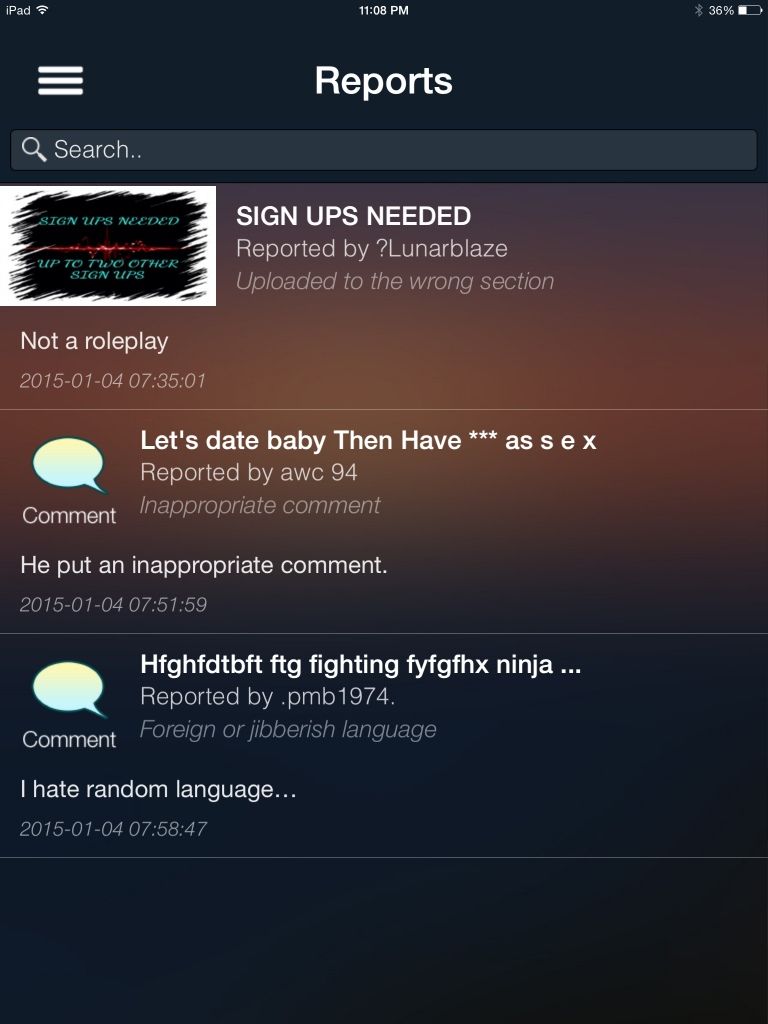 iPad 11:08 PM 36%
Reports
Search..
SIGN UPS NEEDED
UP TO TWO OTHER
SIGN UPS
SIGN UPS NEEDED
Reported by ?Lunarblaze
Uploaded to the wrong section
Not a roleplay
2015-01-04 07:35:01
Let's date baby Then Have *** as s e x
Reported by awc 94
Inappropriate comment
Comment
He put an inappropriate comment.
2015-01-04 07:51:59
Hfghfdtbft ftg fighting fyfgfhx ninja ...
Reported by .pmb1974.
Foreign or jibberish language
Comment
I hate random language...
2015-01-04 07:58:47